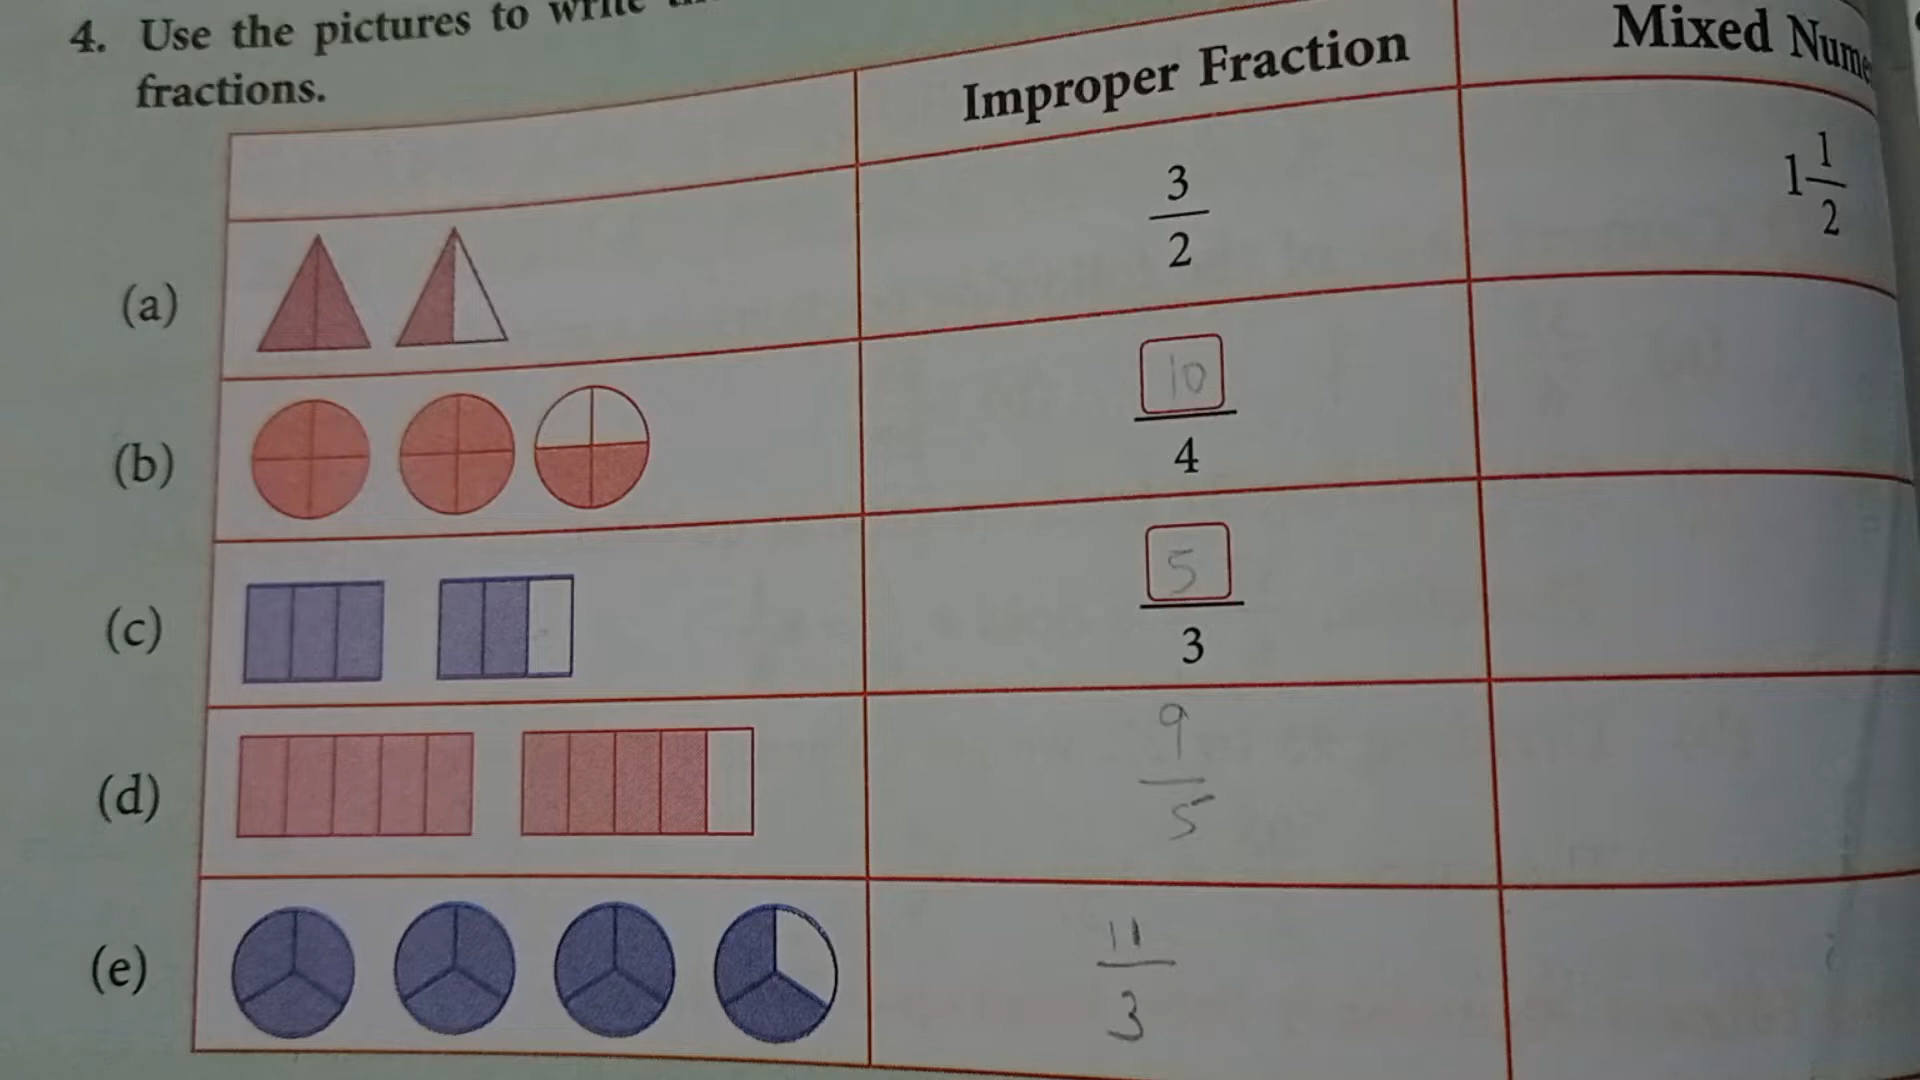 4. Use the pictures to write
fractions.
Improper Fraction
Mixed
(a)
3
2
1 1
2
(b)
10
4
(c)
5
3
(d)
9
5
(e)
11
3